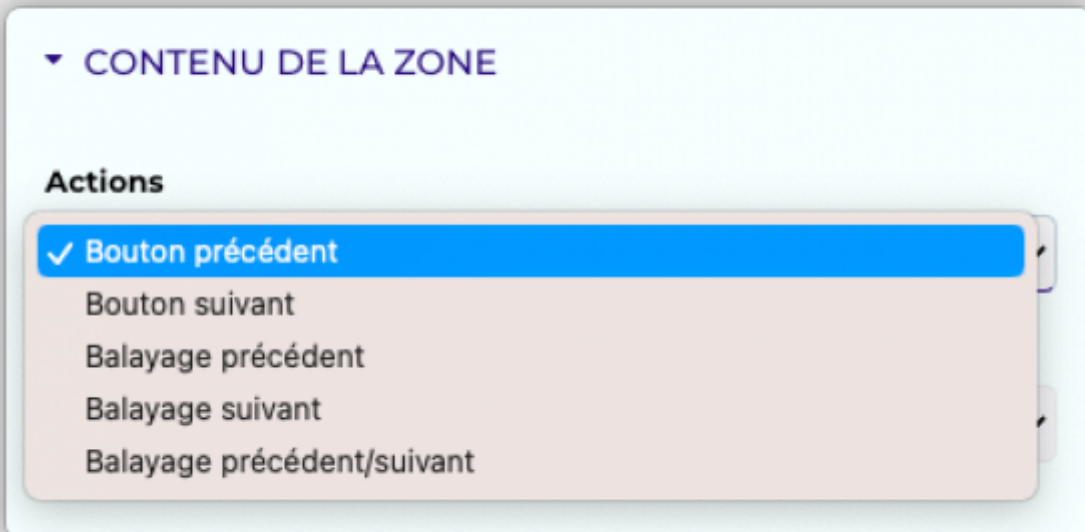 CONTENU DE LA ZONE
Actions
Bouton précédent
Bouton suivant
Balayage précédent
Balayage suivant
Balayage précédent/suivant